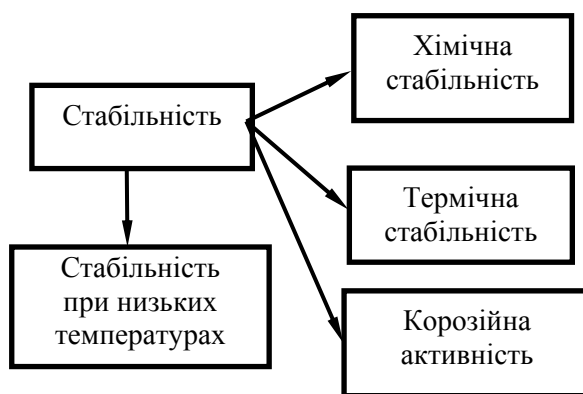 Хімічна
стабільність
Стабільність
Термічна
стабільність
Стабільність
при низьких
температурах
Корозійна
активність